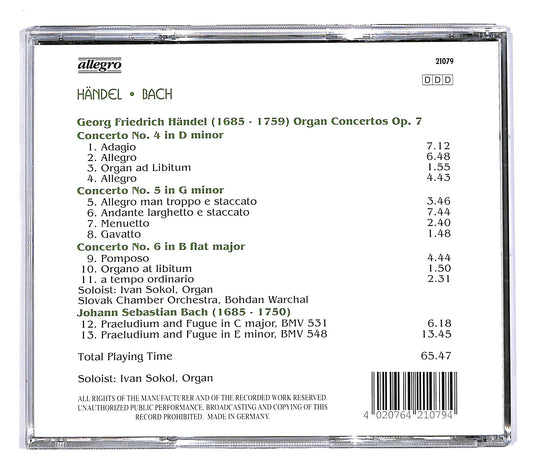 allegro
21079
DDD
HÄNDEL • BACH
Georg Friedrich Händel (1685 - 1759) Organ Concertos Op. 7
Concerto No. 4 in D minor
1. Adagio 7.12
2. Allegro 6.48
3. Organ ad Libitum 1.55
4. Allegro 4.43
Concerto No. 5 in G minor
5. Allegro man troppo e staccato 3.46
6. Andante larghetto e staccato 7.44
7. Menuetto 2.40
8. Gavatto 1.48
Concerto No. 6 in B flat major
9. Pomposo 4.44
10. Organo at libitum 1.50
11. a tempo ordinario 2.31
Soloist: Ivan Sokol, Organ
Slovak Chamber Orchestra, Bohdan Warchal
Johann Sebastian Bach (1685 - 1750)
12. Praeludium and Fugue in C major, BMV 531 6.18
13. Praeludium and Fugue in E minor, BMV 548 13.45
Total Playing Time 65.47
Soloist: Ivan Sokol, Organ
ALL RIGHTS OF THE MANUFACTURER AND OF THE RECORDED WORK RESERVED.
UNAUTHORIZED PUBLIC PERFORMANCE, BROADCASTING AND COPYING OF THIS
RECORD PROHIBITED. MADE IN GERMANY.
4 020764 210794